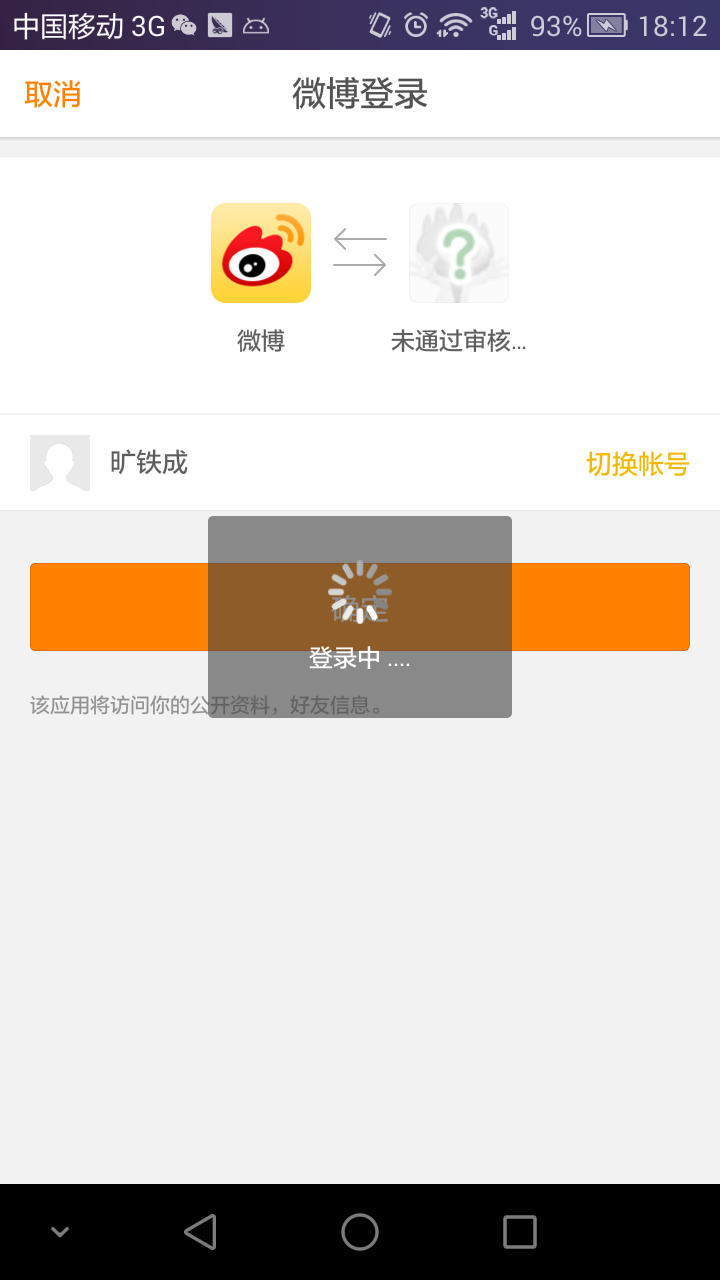 中国移动 3G 3G G 93% 18:12
取消 微博登录
微博 未通过审核...
旷铁成 切换帐号
确定
登录中 ....
该应用将访问你的公开资料，好友信息。